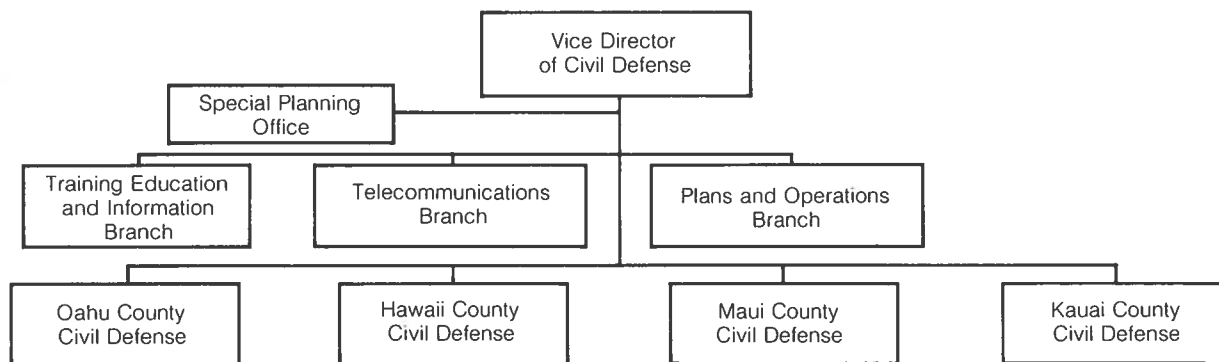 Vice Director
of Civil Defense
Special Planning
Office
Training Education
and Information
Branch
Telecommunications
Branch
Plans and Operations
Branch
Oahu County
Civil Defense
Hawaii County
Civil Defense
Maui County
Civil Defense
Kauai County
Civil Defense